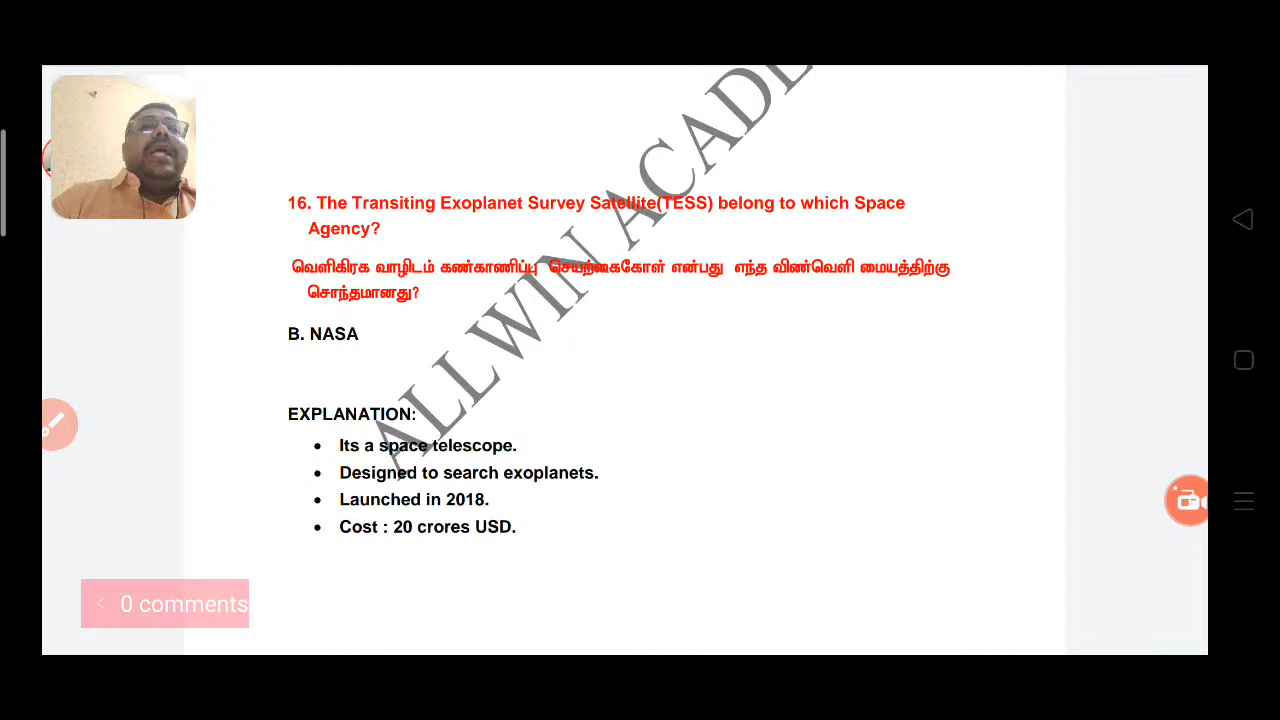 ALLWIN ACADE
16. The Transiting Exoplanet Survey Satellite(TESS) belong to which Space
Agency?
வெளிகிரக வாழிடம் கண்காணிப்பு செயற்கைகோள் என்பது எந்த விண்வெளி மையத்திற்கு
சொந்தமானது?
B. NASA
EXPLANATION:
• Its a space telescope.
• Designed to search exoplanets.
• Launched in 2018.
• Cost : 20 crores USD.
< 0 comments